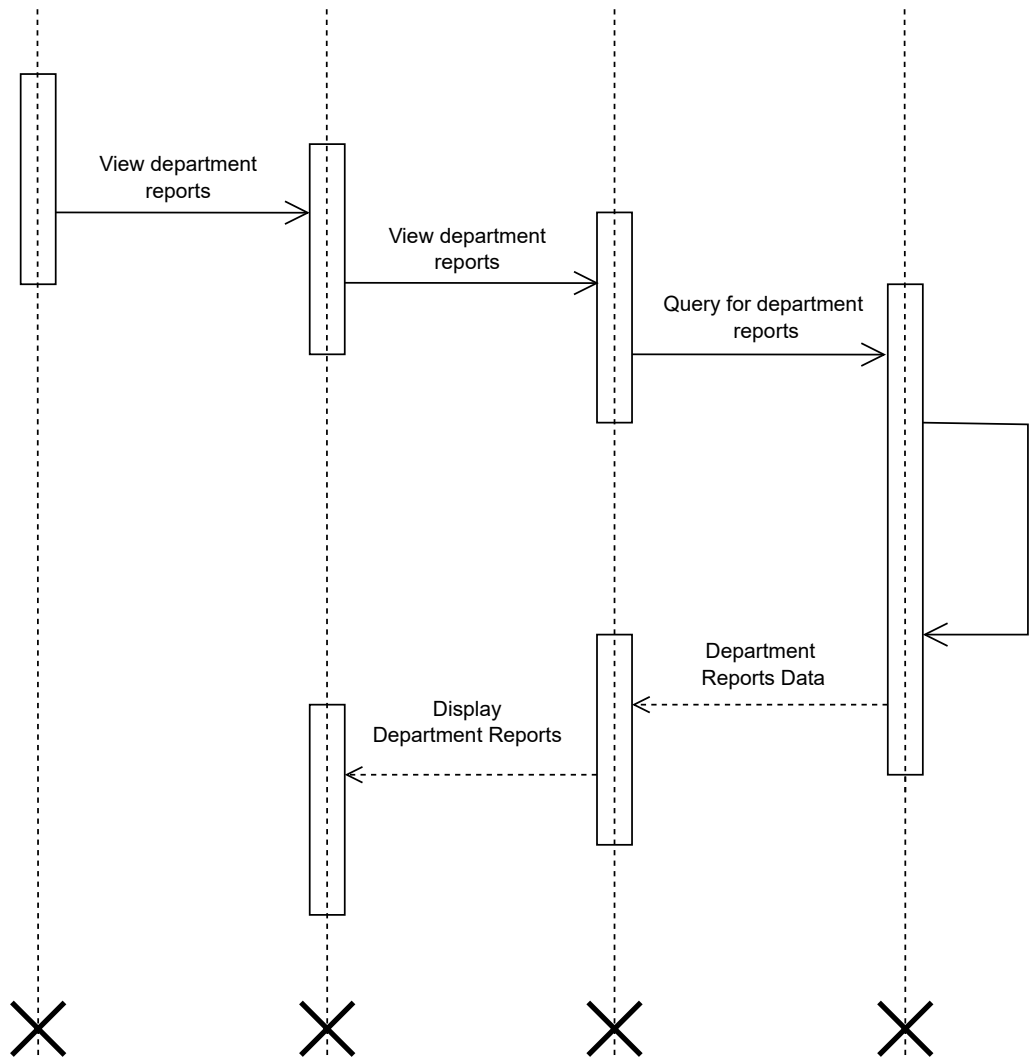 View department
reports
View department
reports
Query for department
reports
Department
Reports Data
Display
Department Reports